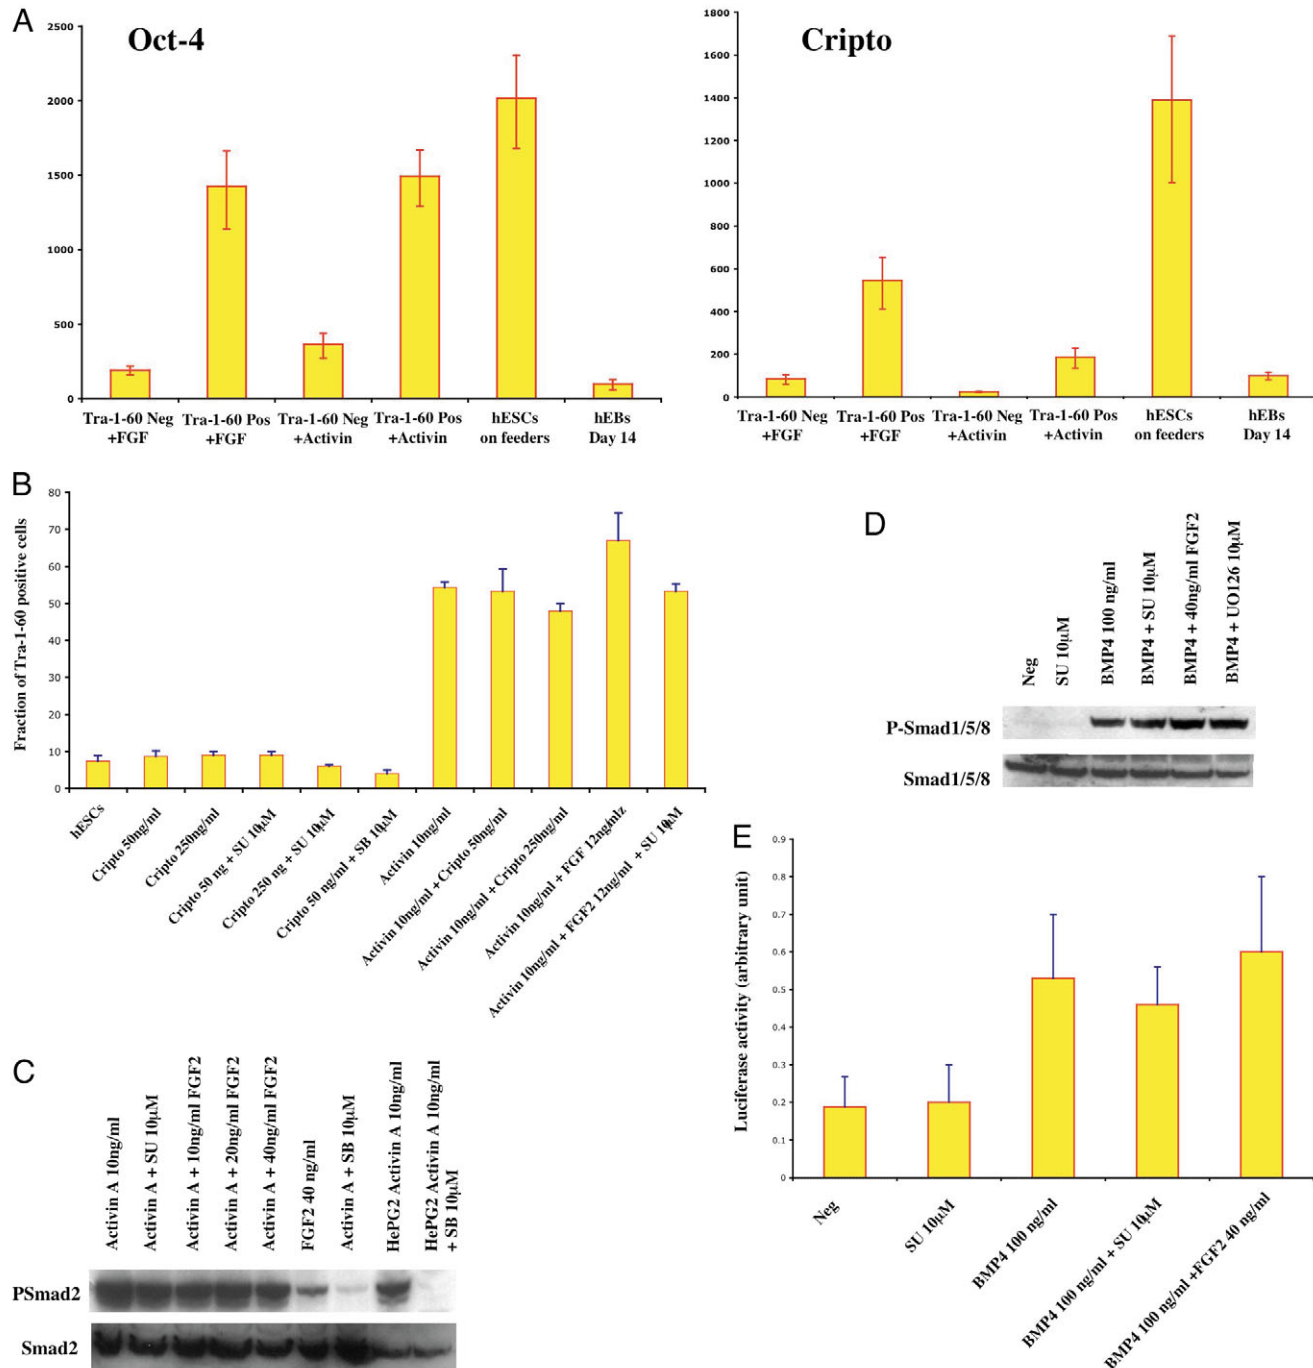 A
Oct-4
2500
2000
1500
1000
500
0
Tra-1-60 Neg +FGF
Tra-1-60 Pos +FGF
Tra-1-60 Neg +Activin
Tra-1-60 Pos +Activin
hESCs on feeders
hEBs Day 14
Cripto
1800
1600
1400
1200
1000
800
600
400
200
0
Tra-1-60 Neg +FGF
Tra-1-60 Pos +FGF
Tra-1-60 Neg +Activin
Tra-1-60 Pos +Activin
hESCs on feeders
hEBs Day 14
B
Fraction of Tra-1-60 positive cells
80
70
60
50
40
30
20
10
0
hESCs
Cripto 50ng/ml
Cripto 250ng/ml
Cripto 50 ng + SU 10µM
Cripto 250 ng + SU 10µM
Cripto 50 ng/ml + SB 10µM
Activin 10ng/ml
Activin 10ng/ml + Cripto 50ng/ml
Activin 10ng/ml + Cripto 250ng/ml
Activin 10ng/ml + FGF 12ng/mlz
Activin 10ng/ml + FGF2 12ng/ml + SU 10µM
C
Activin A 10ng/ml
Activin A + SU 10µM
Activin A + 10ng/ml FGF2
Activin A + 20ng/ml FGF2
Activin A + 40ng/ml FGF2
FGF2 40 ng/ml
Activin A + SB 10µM
HePG2 Activin A 10ng/ml
HePG2 Activin A 10ng/ml
+ SB 10µM
PSmad2
Smad2
D
Neg
SU 10µM
BMP4 100 ng/ml
BMP4 + SU 10µM
BMP4 + 40ng/ml FGF2
BMP4 + UO126 10µM
P-Smad1/5/8
Smad1/5/8
E
Luciferase activity (arbitrary unit)
0.9
0.8
0.7
0.6
0.5
0.4
0.3
0.2
0.1
0
Neg
SU 10µM
BMP4 100 ng/ml
BMP4 100 ng/ml + SU 10µM
BMP4 100 ng/ml +FGF2 40 ng/ml